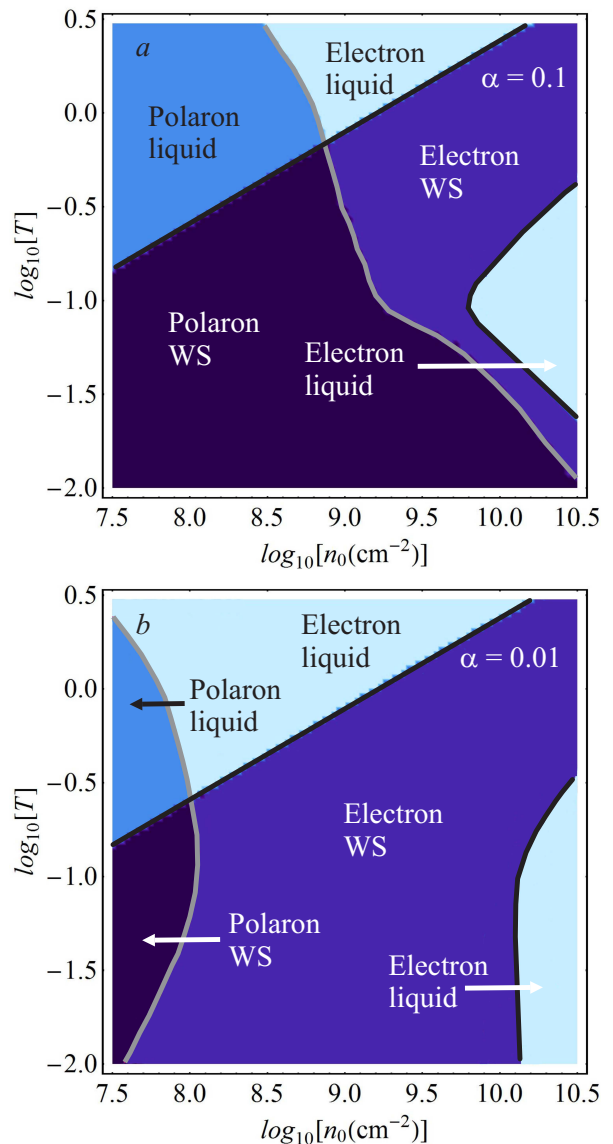 a
Electron
liquid
α = 0.1
Polaron
liquid
Electron
WS
Polaron
WS
Electron
liquid
log₁₀[T]
0.5
0.0
−0.5
−1.0
−1.5
−2.0
7.5 8.0 8.5 9.0 9.5 10.0 10.5
log₁₀[n₀(cm⁻²)]
b
Electron
liquid
α = 0.01
Polaron
liquid
Electron
WS
Polaron
WS
Electron
liquid
log₁₀[T]
0.5
0.0
−0.5
−1.0
−1.5
−2.0
7.5 8.0 8.5 9.0 9.5 10.0 10.5
log₁₀[n₀(cm⁻²)]